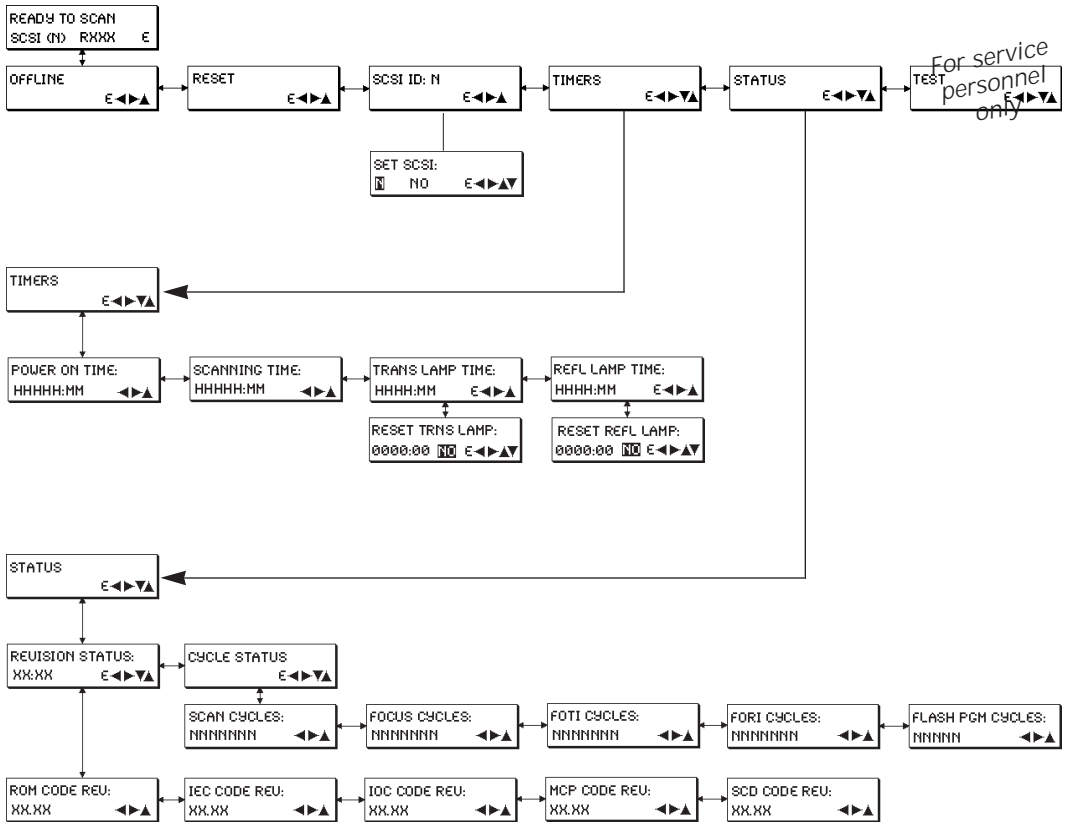 READY TO SCAN
SCSI (N) RXXX E
OFFLINE
E◀▶▲
RESET
E◀▶▲
SCSI ID: N
E◀▶▲
TIMERS
E◀▶▼▲
STATUS
E◀▶▼▲
TEST
E◀▶▼▲
For service
personnel
only
SET SCSI:
N NO E◀▶▲▼
TIMERS
E◀▶▼▲
POWER ON TIME:
HHHHH:MM ◀▶▲
SCANNING TIME:
HHHHH:MM ◀▶▲
TRANS LAMP TIME:
HHHH:MM E◀▶▲
REFL LAMP TIME:
HHHH:MM E◀▶▲
RESET TRNS LAMP:
0000:00 NO E◀▶▲▼
RESET REFL LAMP:
0000:00 NO E◀▶▲▼
STATUS
E◀▶▼▲
REVISION STATUS:
XX:XX E◀▶▼▲
CYCLE STATUS
E◀▶▼▲
SCAN CYCLES:
NNNNNNN ◀▶▲
FOCUS CYCLES:
NNNNNNN ◀▶▲
FOTI CYCLES:
NNNNNNN ◀▶▲
FORI CYCLES:
NNNNNNN ◀▶▲
FLASH PGM CYCLES:
NNNNN ◀▶▲
ROM CODE REV:
XX.XX ◀▶▲
IEC CODE REV:
XX.XX ◀▶▲
IOC CODE REV:
XX.XX ◀▶▲
MCP CODE REV:
XX.XX ◀▶▲
SCD CODE REV:
XX.XX ◀▶▲